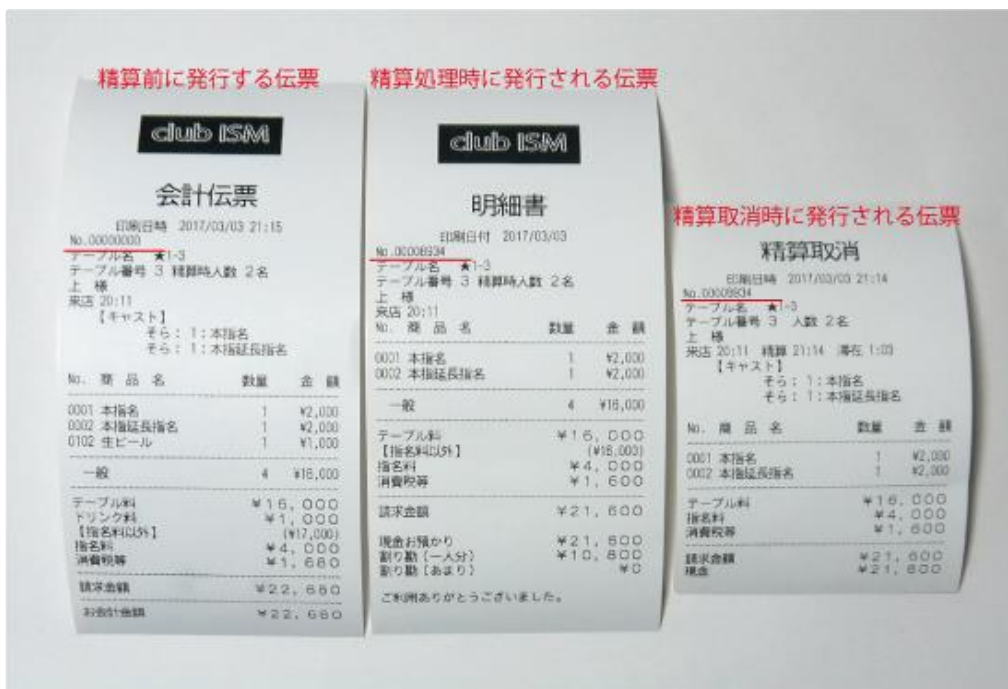 精算前に発行する伝票
club ISM
会計伝票
印刷日時 2017/03/03 21:15
No.00000000
テーブル名 ★1-3
テーブル番号 3 精算時人数 2名
上 様
来店 20:11
【キャスト】
そら: 1:本指名
そら: 1:本指延長指名
No. 商 品 名 数量 金 額
0001 本指名 1 ¥2,000
0002 本指延長指名 1 ¥2,000
0102 生ビール 1 ¥1,000
一般 4 ¥16,000
テーブル料 ¥16,000
ドリンク料 ¥1,000
【指名料以外】 (¥17,000)
指名料 ¥4,000
消費税等 ¥1,680
請求金額 ¥22,680
お会計金額 ¥22,680
精算処理時に発行される伝票
club ISM
明細書
印刷日付 2017/03/03
No.00008934
テーブル名 ★1-3
テーブル番号 3 精算時人数 2名
上 様
来店 20:11
No. 商 品 名 数量 金 額
0001 本指名 1 ¥2,000
0002 本指延長指名 1 ¥2,000
一般 4 ¥16,000
テーブル料 ¥16,000
【指名料以外】 (¥16,000)
指名料 ¥4,000
消費税等 ¥1,600
請求金額 ¥21,600
現金お預かり ¥21,600
割り勘(一人分) ¥10,800
割り勘(あまり) ¥0
ご利用ありがとうございました。
精算取消時に発行される伝票
精算取消
印刷日時 2017/03/03 21:14
No.00008934
テーブル名 ★1-3
テーブル番号 3 人数 2名
上 様
来店 20:11 精算 21:14 滞在 1:03
【キャスト】
そら: 1:本指名
そら: 1:本指延長指名
No. 商 品 名 数量 金 額
0001 本指名 1 ¥2,000
0002 本指延長指名 1 ¥2,000
テーブル料 ¥16,000
指名料 ¥4,000
消費税等 ¥1,600
請求金額 ¥21,600
現金 ¥21,600